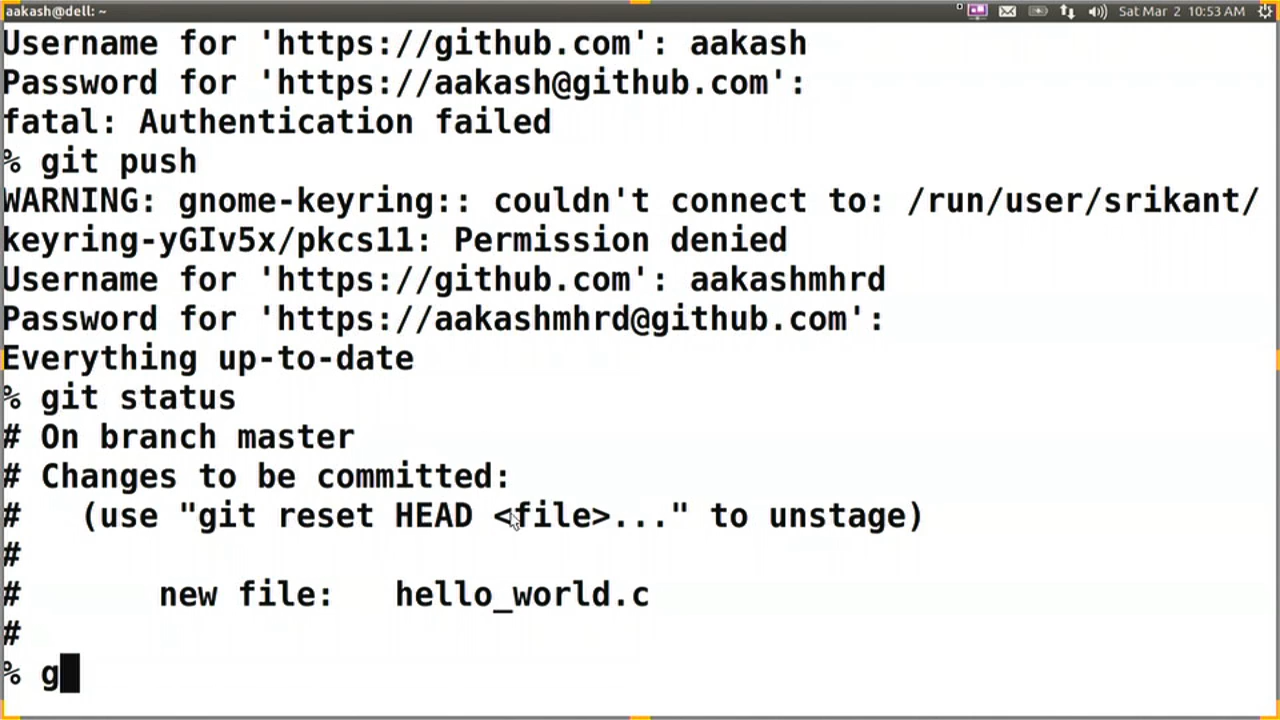 aakash@dell: ~
Sat Mar 2 10:53 AM
Username for 'https://github.com': aakash
Password for 'https://aakash@github.com':
fatal: Authentication failed
% git push
WARNING: gnome-keyring:: couldn't connect to: /run/user/srikant/
keyring-yGIv5x/pkcs11: Permission denied
Username for 'https://github.com': aakashmhrd
Password for 'https://aakashmhrd@github.com':
Everything up-to-date
% git status
# On branch master
# Changes to be committed:
#   (use "git reset HEAD <file>..." to unstage)
#
#       new file:   hello_world.c
#
% g